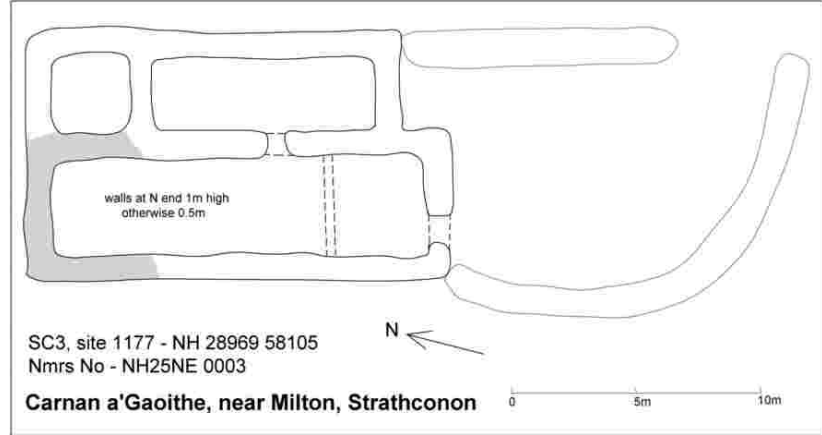 walls at N end 1m high
otherwise 0.5m
SC3, site 1177 - NH 28969 58105
Nmrs No - NH25NE 0003
N
Carnan a'Gaoithe, near Milton, Strathconon
0 5m 10m